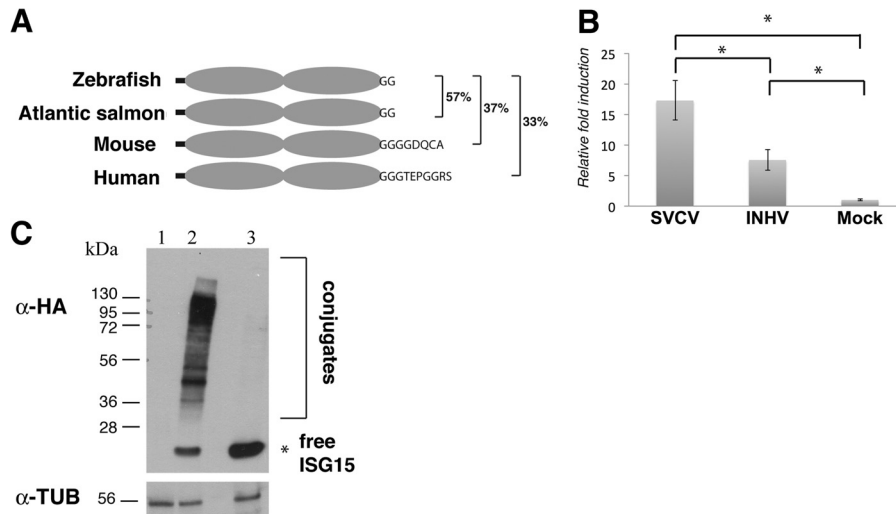 A
Zebrafish GG
Atlantic salmon GG
Mouse GGGGDQCA
Human GGGTEPGGRS
57%
37%
33%
B
Relative fold induction
25
20
15
10
5
0
*
*
*
SVCV INHV Mock
C
kDa
1 2 3
α-HA
130
95
72
56
36
28
conjugates
* free
ISG15
α-TUB 56